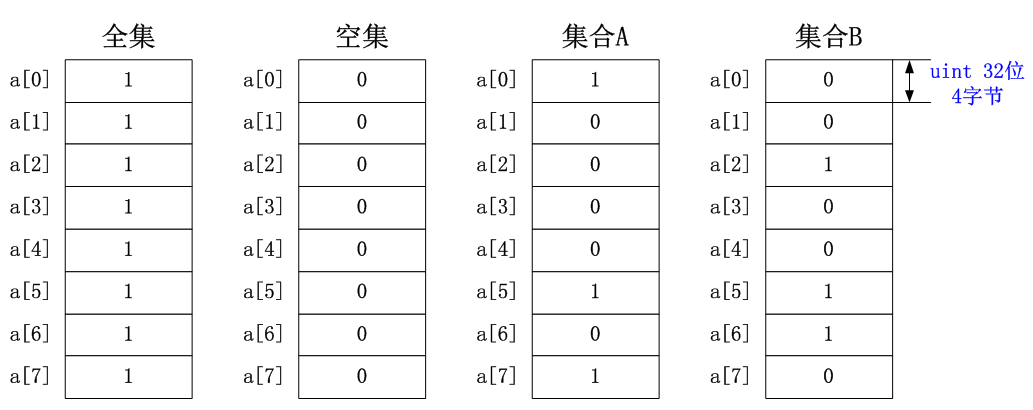 全集 空集 集合A 集合B
a[0] 1 a[0] 0 a[0] 1 a[0] 0 uint 32位
4字节
a[1] 1 a[1] 0 a[1] 0 a[1] 0
a[2] 1 a[2] 0 a[2] 0 a[2] 1
a[3] 1 a[3] 0 a[3] 0 a[3] 0
a[4] 1 a[4] 0 a[4] 0 a[4] 0
a[5] 1 a[5] 0 a[5] 1 a[5] 1
a[6] 1 a[6] 0 a[6] 0 a[6] 1
a[7] 1 a[7] 0 a[7] 1 a[7] 0